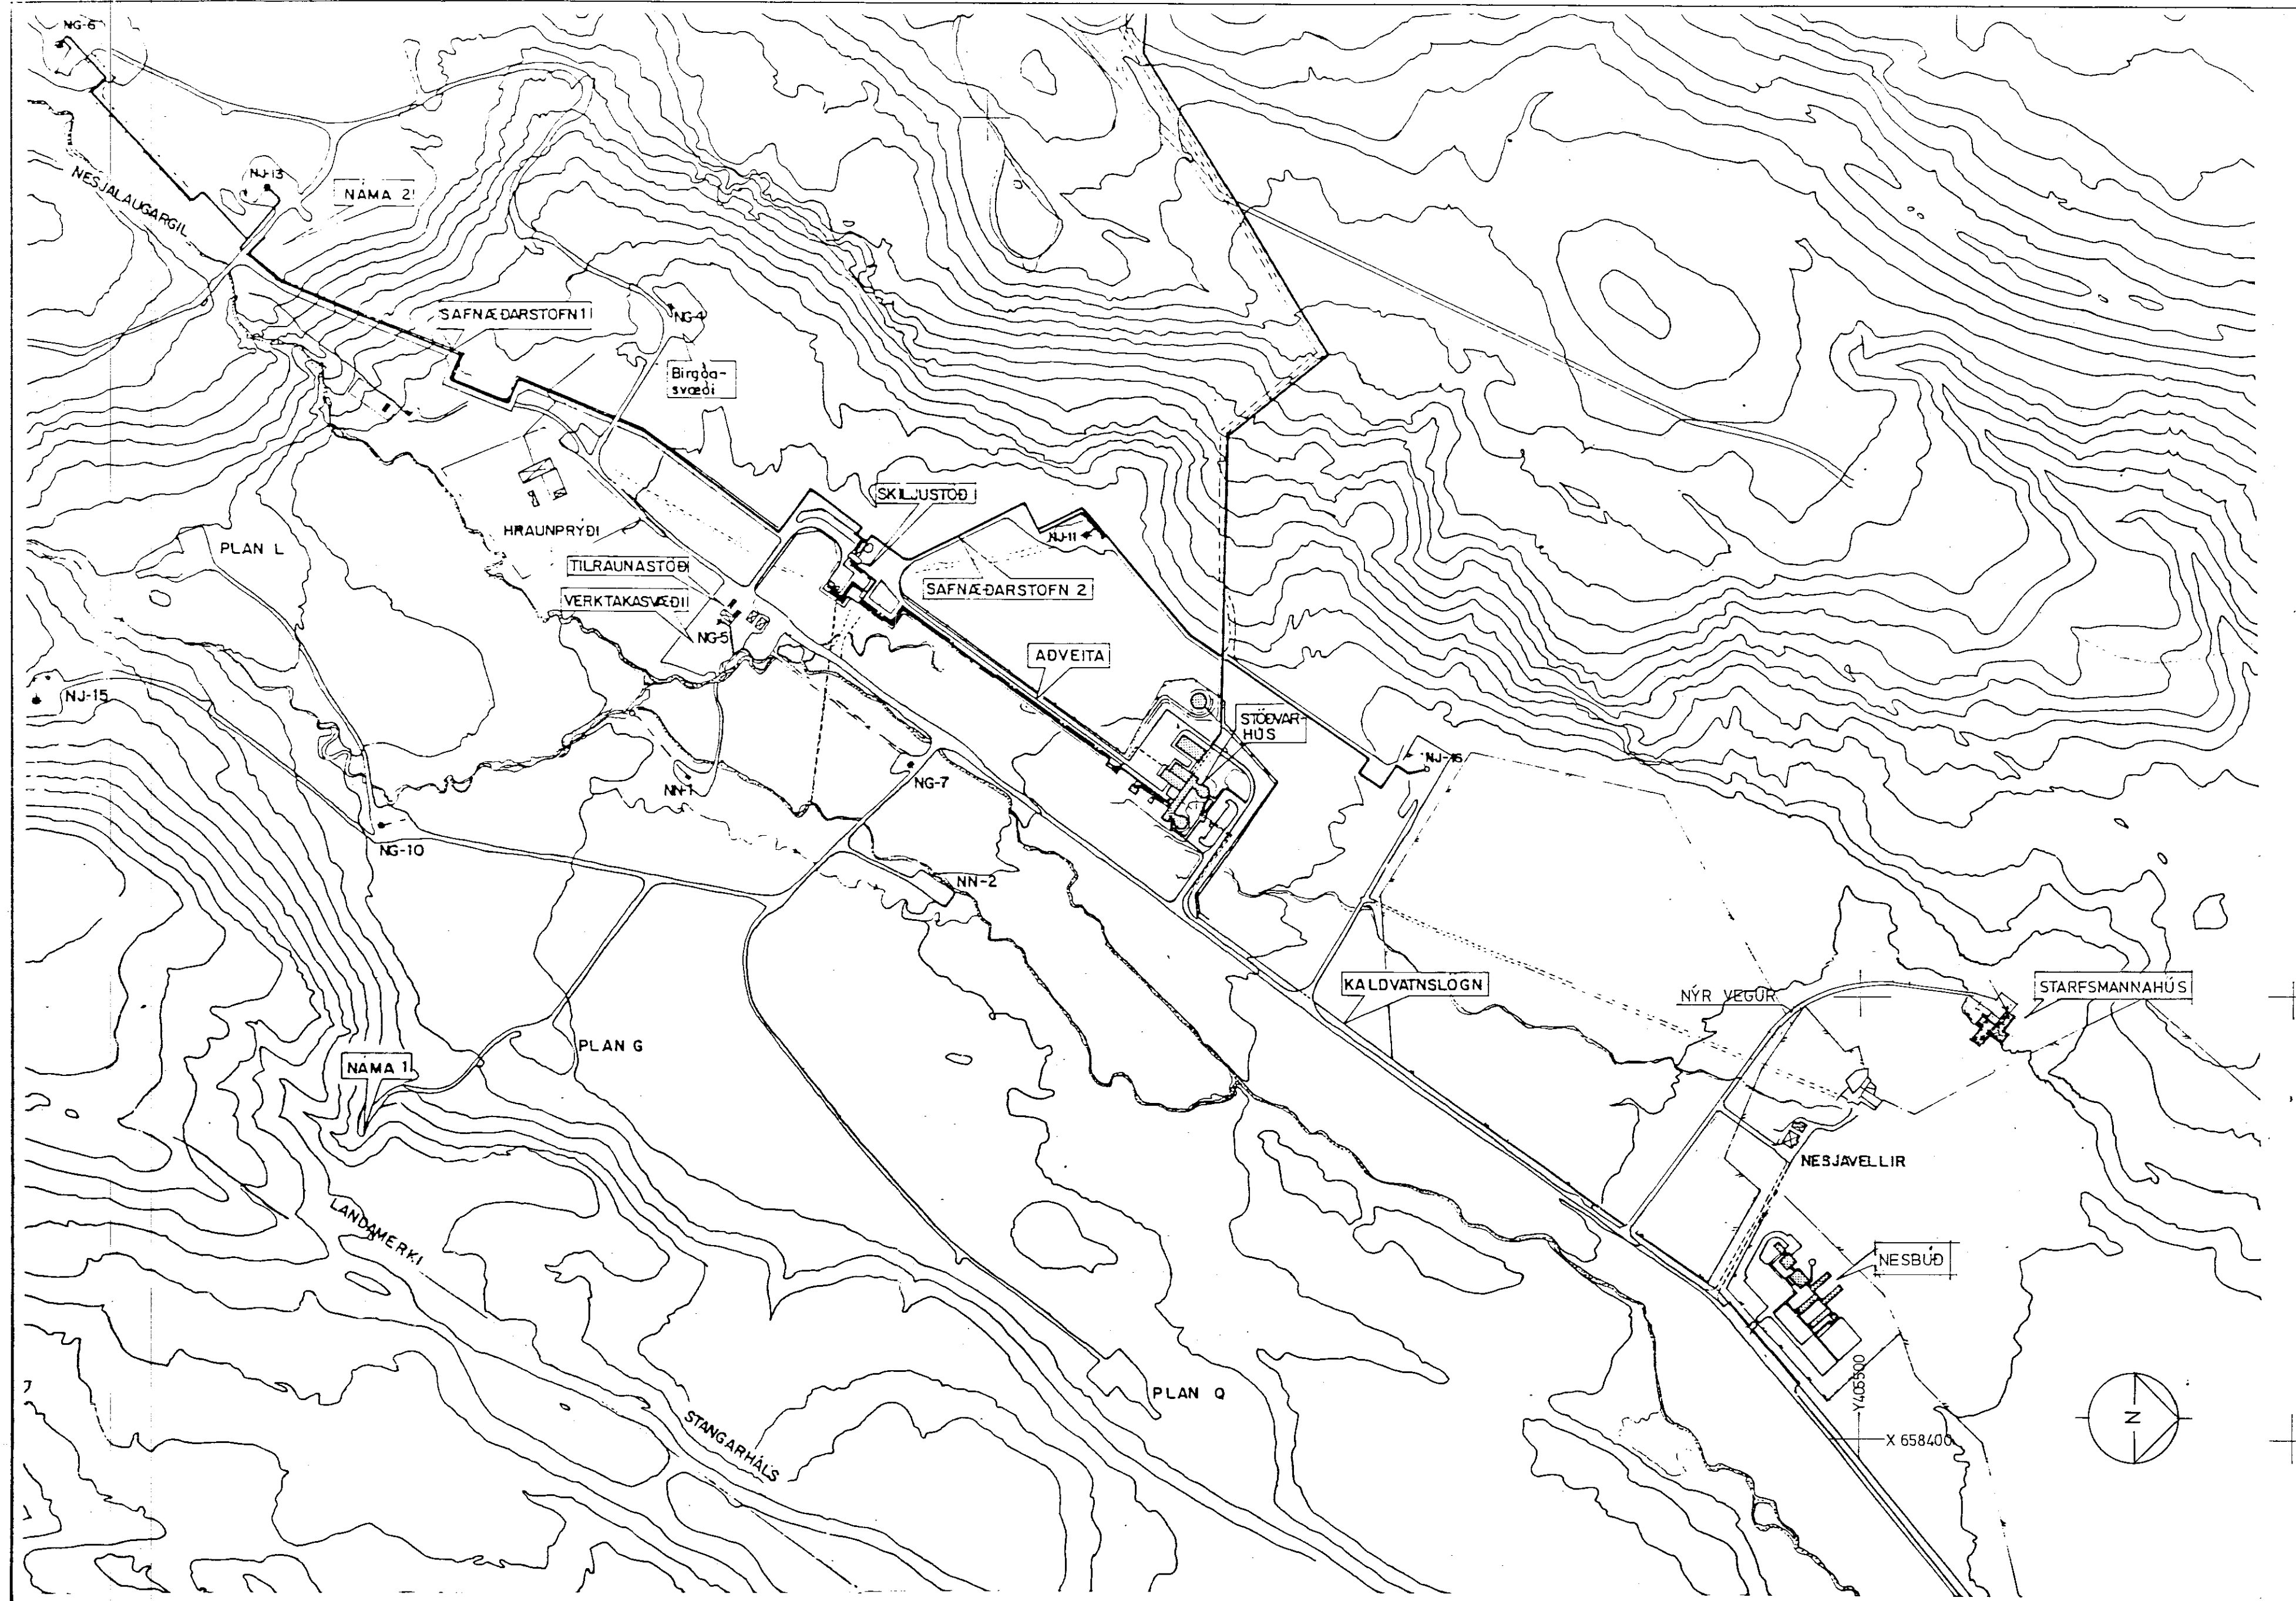 NG-6
NJ-13
NÁMA 2
NESJALAUGARGIL
SAFNÆÐARSTOFN 1
NG-4
Birgða-
svæði
SKILJUSTÖÐ
HRAUNPRÝÐI
NJ-11
PLAN L
TILRAUNASTÖÐ
SAFNÆÐARSTOFN 2
VERKTAKASVÆÐI
NG-5
AÐVEITA
NJ-15
STÖÐVAR-
HÚS
NJ-16
NN-1
NG-7
NG-10
NN-2
KALDVATNSLÖGN
NÝR VEGUR
STARFSMANNAHÚS
PLAN G
NÁMA 1
NESJAVELLIR
LANDAMERKI
NESBÚÐ
PLAN Q
Y405500
STANGARHÁLS
X 658400
N